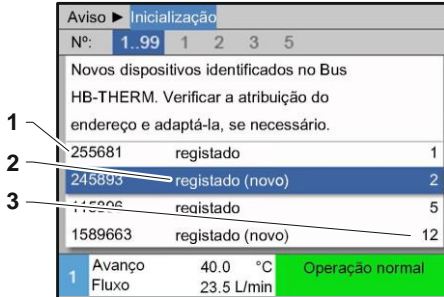 Aviso ► Inicialização
Nº: 1..99 1 2 3 5
Novos dispositivos identificados no Bus
HB-THERM. Verificar a atribuição do
endereço e adaptá-la, se necessário.
1
255681 registado 1
2
245893 registado (novo) 2
3
registado 5
1589663 registado (novo) 12
1
Avanço 40.0 °C
Fluxo 23.5 L/min
Operação normal